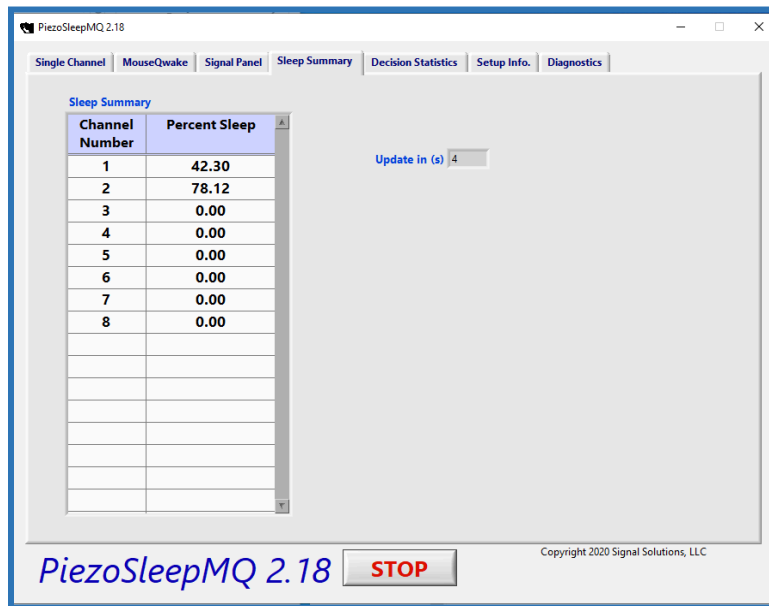 PiezoSleepMQ 2.18
Single Channel MouseQwake Signal Panel Sleep Summary Decision Statistics Setup Info. Diagnostics
Sleep Summary
Channel Number Percent Sleep
Update in (s) 4
1 42.30
2 78.12
3 0.00
4 0.00
5 0.00
6 0.00
7 0.00
8 0.00
Copyright 2020 Signal Solutions, LLC
PiezoSleepMQ 2.18 STOP